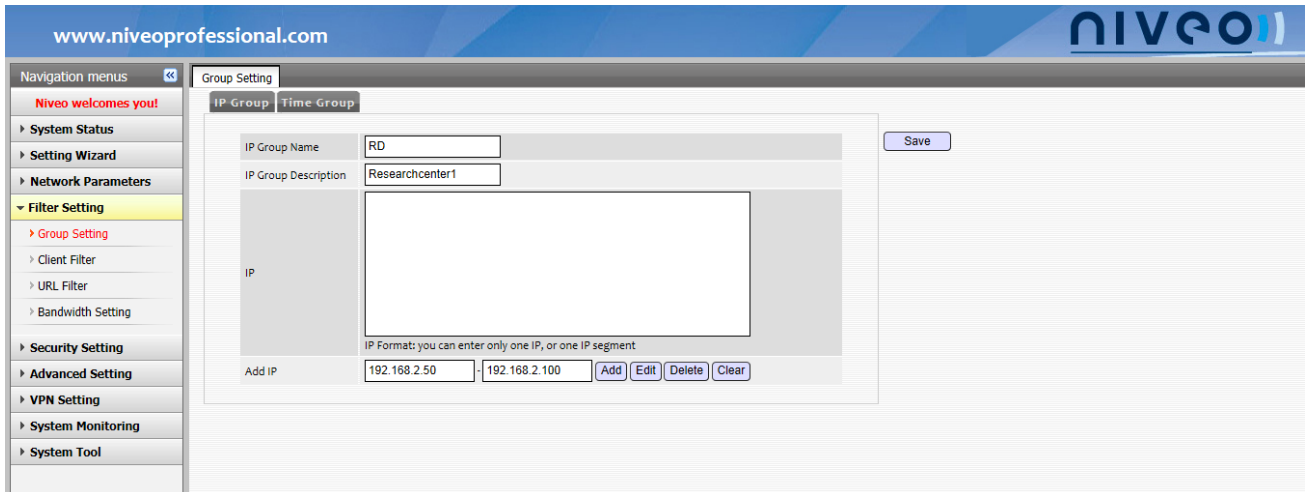 www.niveoprofessional.com
niveo
Navigation menus
Group Setting
Niveo welcomes you!
IP Group Time Group
System Status
Setting Wizard
Network Parameters
Filter Setting
Group Setting
Client Filter
URL Filter
Bandwidth Setting
Security Setting
Advanced Setting
VPN Setting
System Monitoring
System Tool
IP Group Name RD
Save
IP Group Description Researchcenter1
IP
IP Format: you can enter only one IP, or one IP segment
Add IP 192.168.2.50 - 192.168.2.100 Add Edit Delete Clear